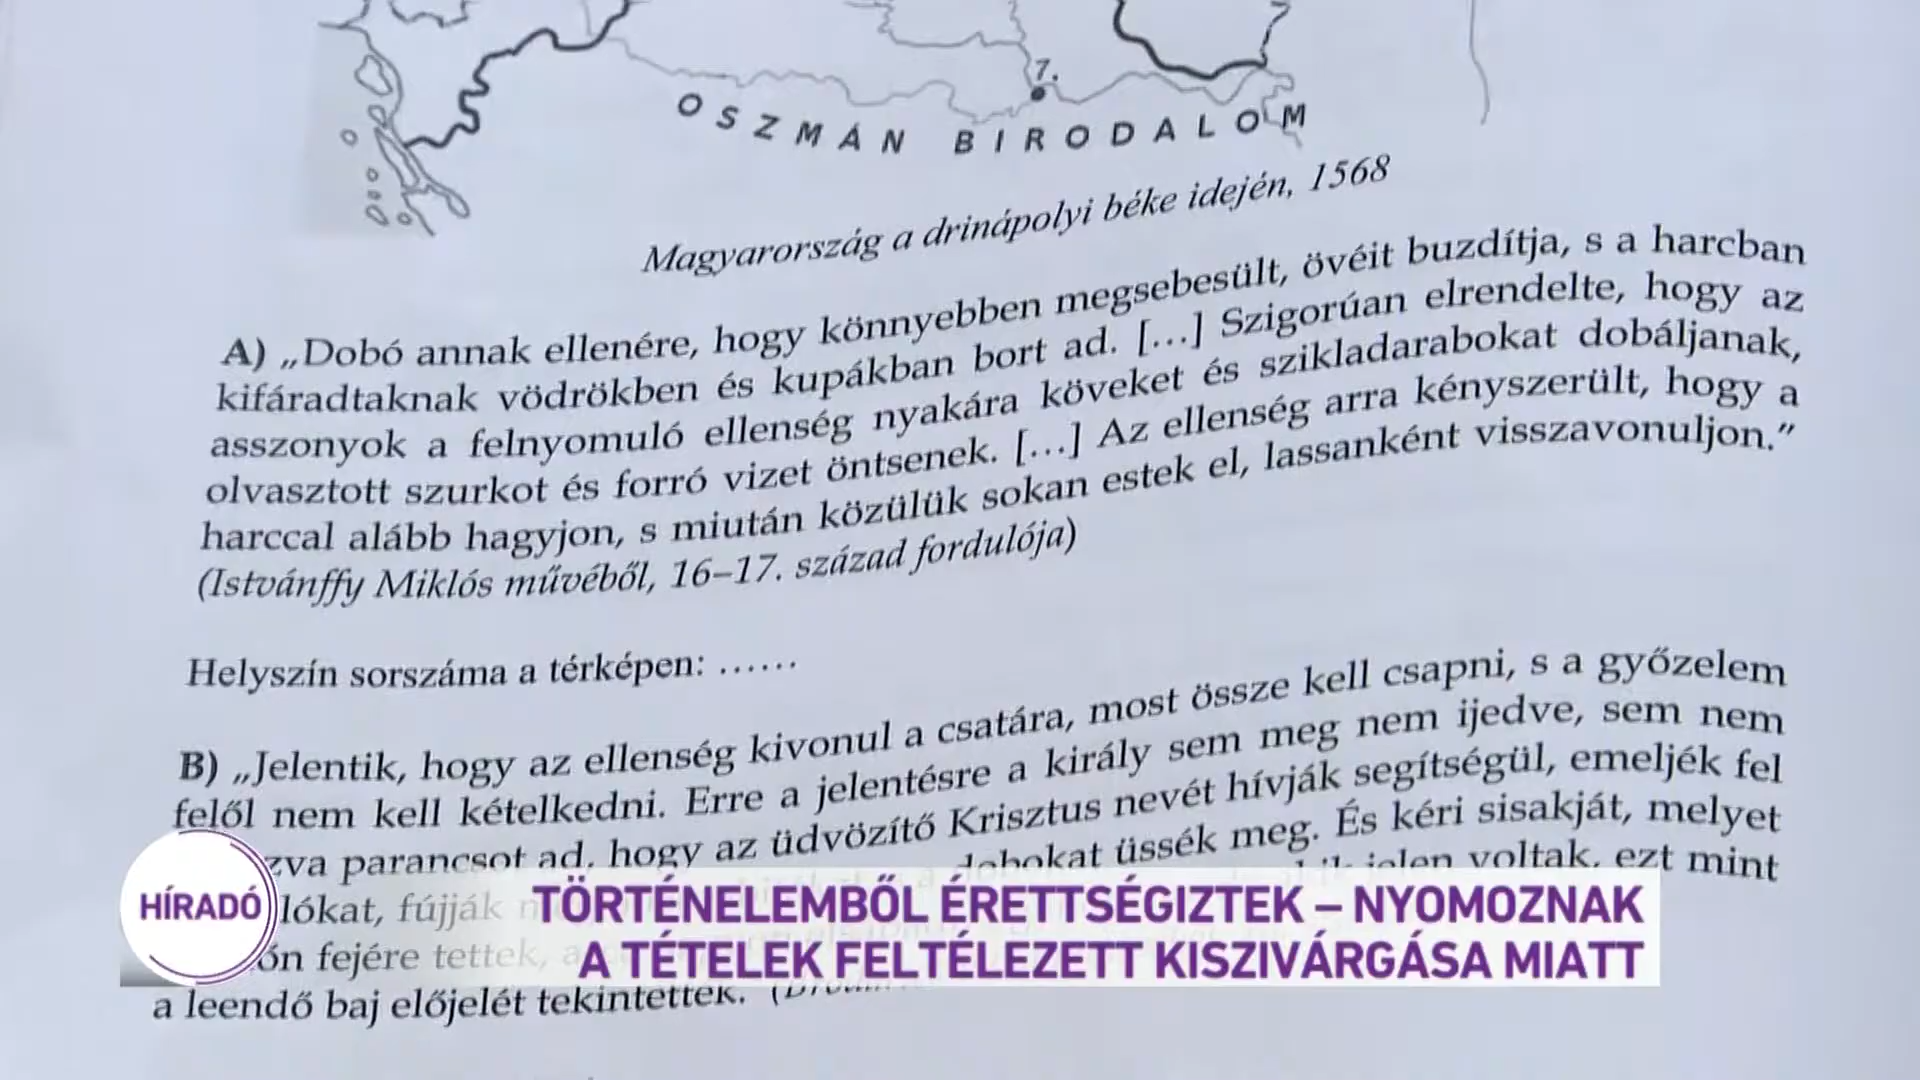 7.
OSZMÁN BIRODALOM
Magyarország a drinápolyi béke idején, 1568
A) „Dobó annak ellenére, hogy könnyebben megsebesült, övéit buzdítja, s a harcban
kifáradtaknak vödrökben és kupákban bort ad. […] Szigorúan elrendelte, hogy az
asszonyok a felnyomuló ellenség nyakára köveket és szikladarabokat dobáljanak,
olvasztott szurkot és forró vizet öntsenek. […] Az ellenség arra kényszerült, hogy a
harccal alább hagyjon, s miután közülük sokan estek el, lassanként visszavonuljon.”
(Istvánffy Miklós művéből, 16–17. század fordulója)
Helyszín sorszáma a térképen: ……
B) „Jelentik, hogy az ellenség kivonul a csatára, most össze kell csapni, s a győzelem
felől nem kell kételkedni. Erre a jelentésre a király sem meg nem ijedve, sem nem
parancsot ad, hogy az üdvözítő Krisztus nevét hívják segítségül, emeljék fel
fújják dobokat üssék meg. És kéri sisakját, melyet
fejére tettek, jelen voltak, ezt mint
a leendő baj előjelét tekintették.
HÍRADÓ
TÖRTÉNELEMBŐL ÉRETTSÉGIZTEK – NYOMOZNAK
A TÉTELEK FELTÉLEZETT KISZIVÁRGÁSA MIATT